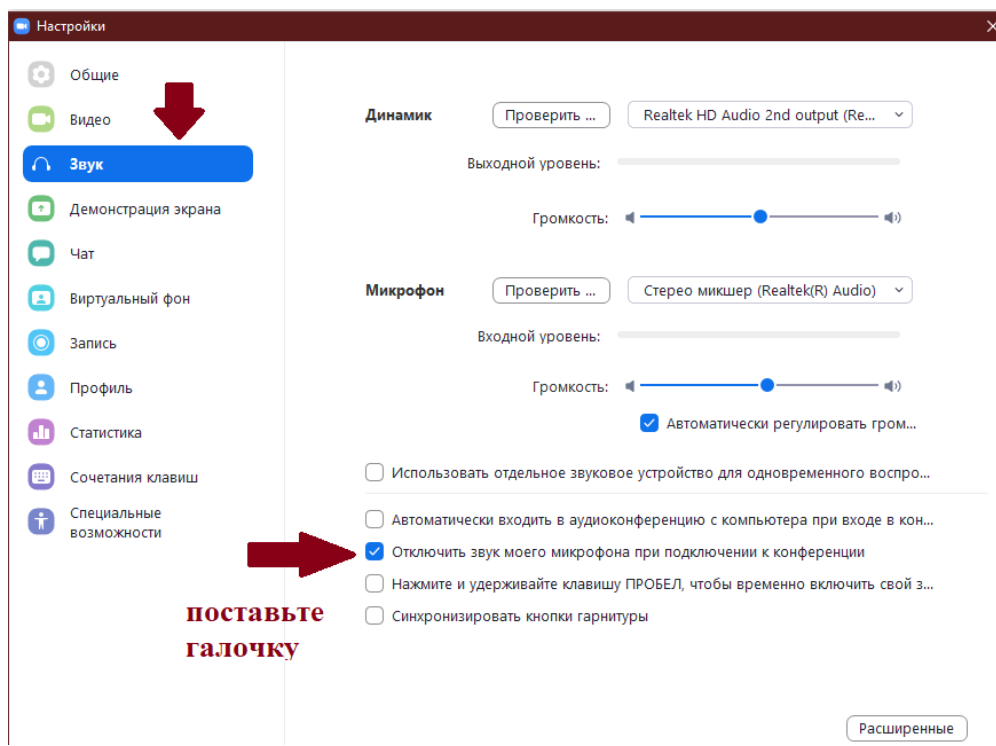 Настройки
Общие
Видео
Звук
Демонстрация экрана
Чат
Виртуальный фон
Запись
Профиль
Статистика
Сочетания клавиш
Специальные
возможности
Динамик Проверить ... Realtek HD Audio 2nd output (Re...
Выходной уровень:
Громкость:
Микрофон Проверить ... Стерео микшер (Realtek(R) Audio)
Входной уровень:
Громкость:
Автоматически регулировать гром...
Использовать отдельное звуковое устройство для одновременного воспро...
Автоматически входить в аудиоконференцию с компьютера при входе в кон...
Отключить звук моего микрофона при подключении к конференции
Нажмите и удерживайте клавишу ПРОБЕЛ, чтобы временно включить свой з...
Синхронизировать кнопки гарнитуры
поставьте
галочку
Расширенные